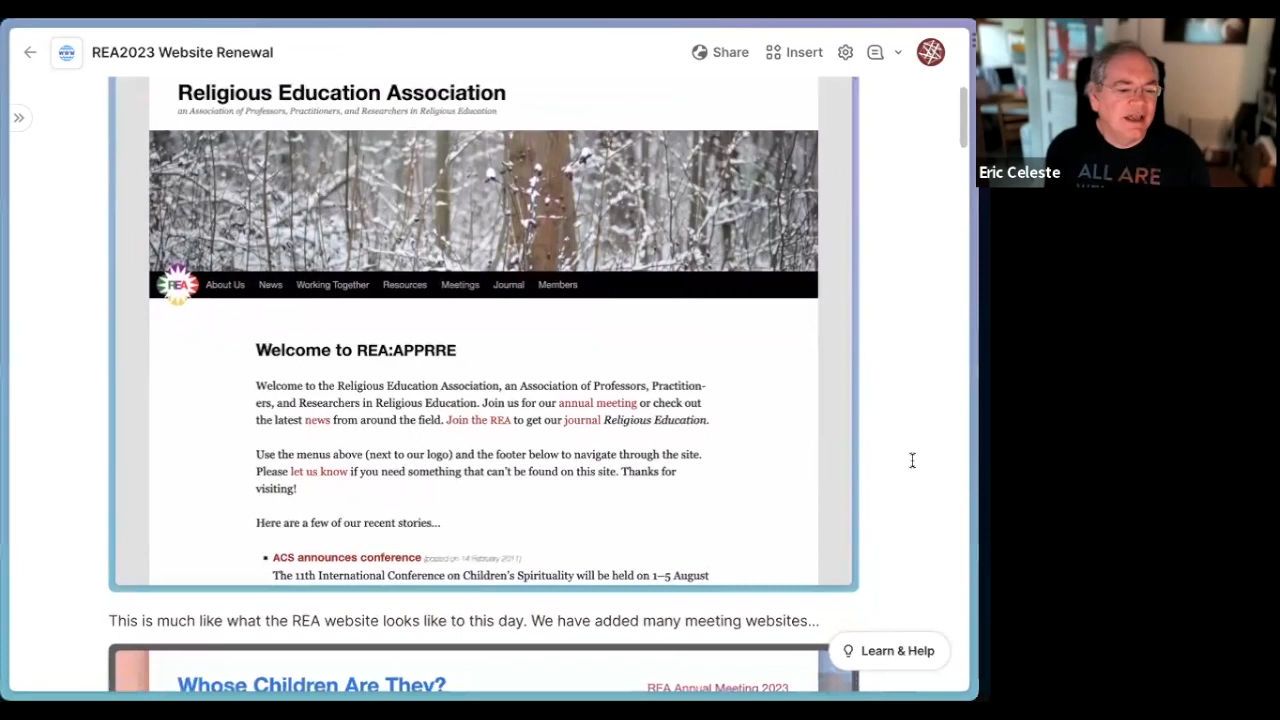 REA2023 Website Renewal
Share
Insert
Religious Education Association
an Association of Professors, Practitioners, and Researchers in Religious Education
REA
About Us
News
Working Together
Resources
Meetings
Journal
Members
Welcome to REA:APPRRE
Welcome to the Religious Education Association, an Association of Professors, Practition-
ers, and Researchers in Religious Education. Join us for our annual meeting or check out
the latest news from around the field. Join the REA to get our journal Religious Education.
Use the menus above (next to our logo) and the footer below to navigate through the site.
Please let us know if you need something that can't be found on this site. Thanks for
visiting!
Here are a few of our recent stories...
ACS announces conference (posted on 14 February 2011)
The 11th International Conference on Children's Spirituality will be held on 1–5 August
This is much like what the REA website looks like to this day. We have added many meeting websites...
Learn & Help
Whose Children Are They?
REA Annual Meeting 2023
Eric Celeste
ALL ARE